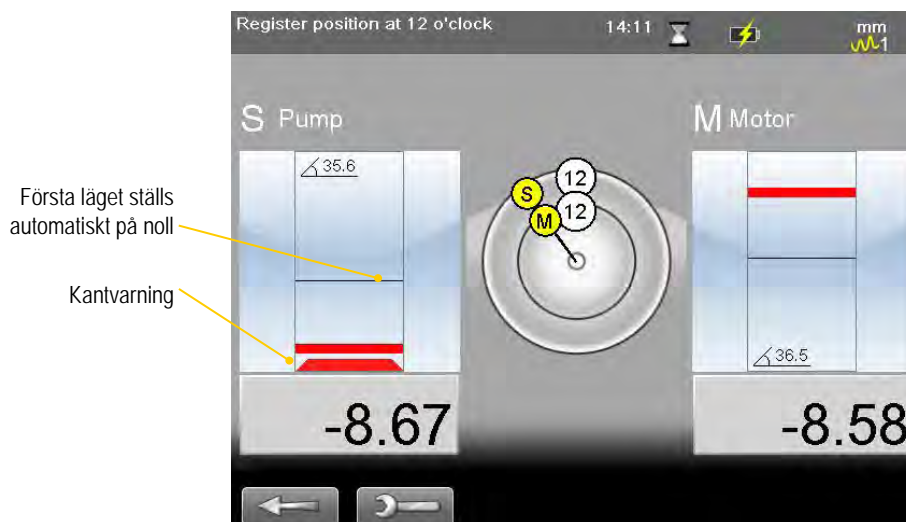 Register position at 12 o'clock
14:11
mm
1
S Pump
M Motor
35.6
Första läget ställs
automatiskt på noll
Kantvarning
12
S
12
M
36.5
-8.67
-8.58